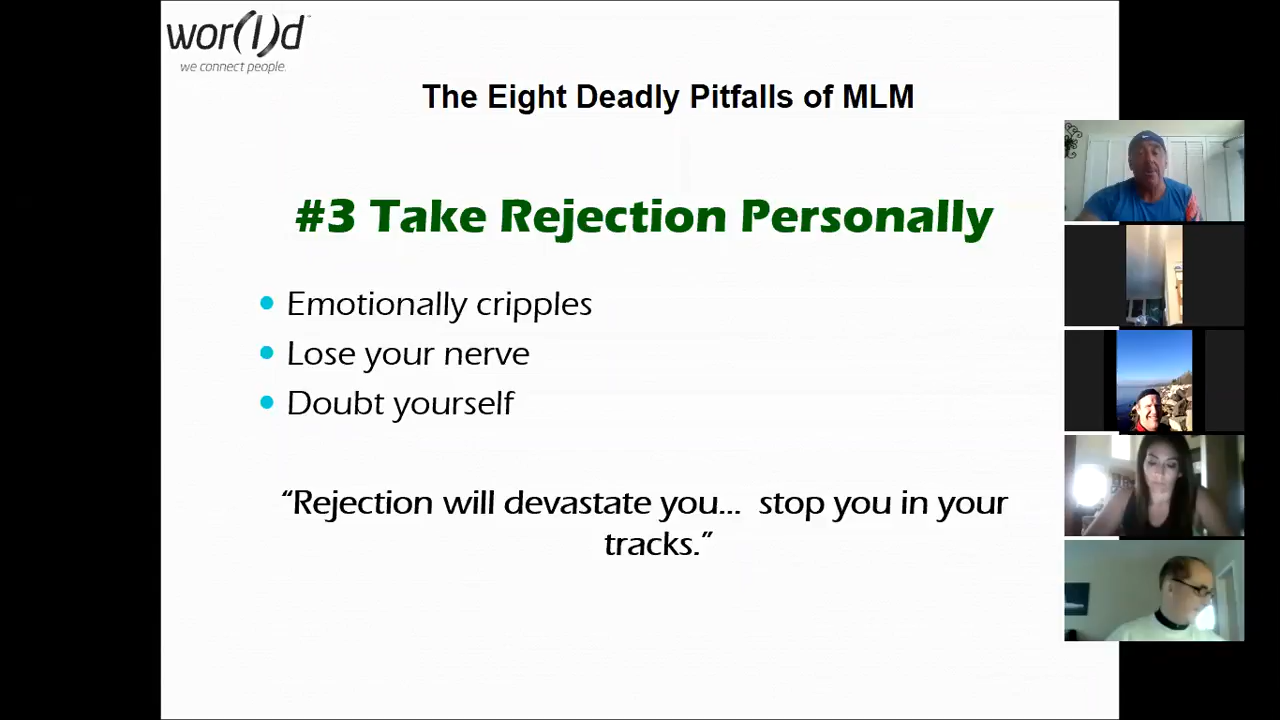 wor(l)d
we connect people.
The Eight Deadly Pitfalls of MLM
#3 Take Rejection Personally
• Emotionally cripples
• Lose your nerve
• Doubt yourself
“Rejection will devastate you... stop you in your
tracks.”